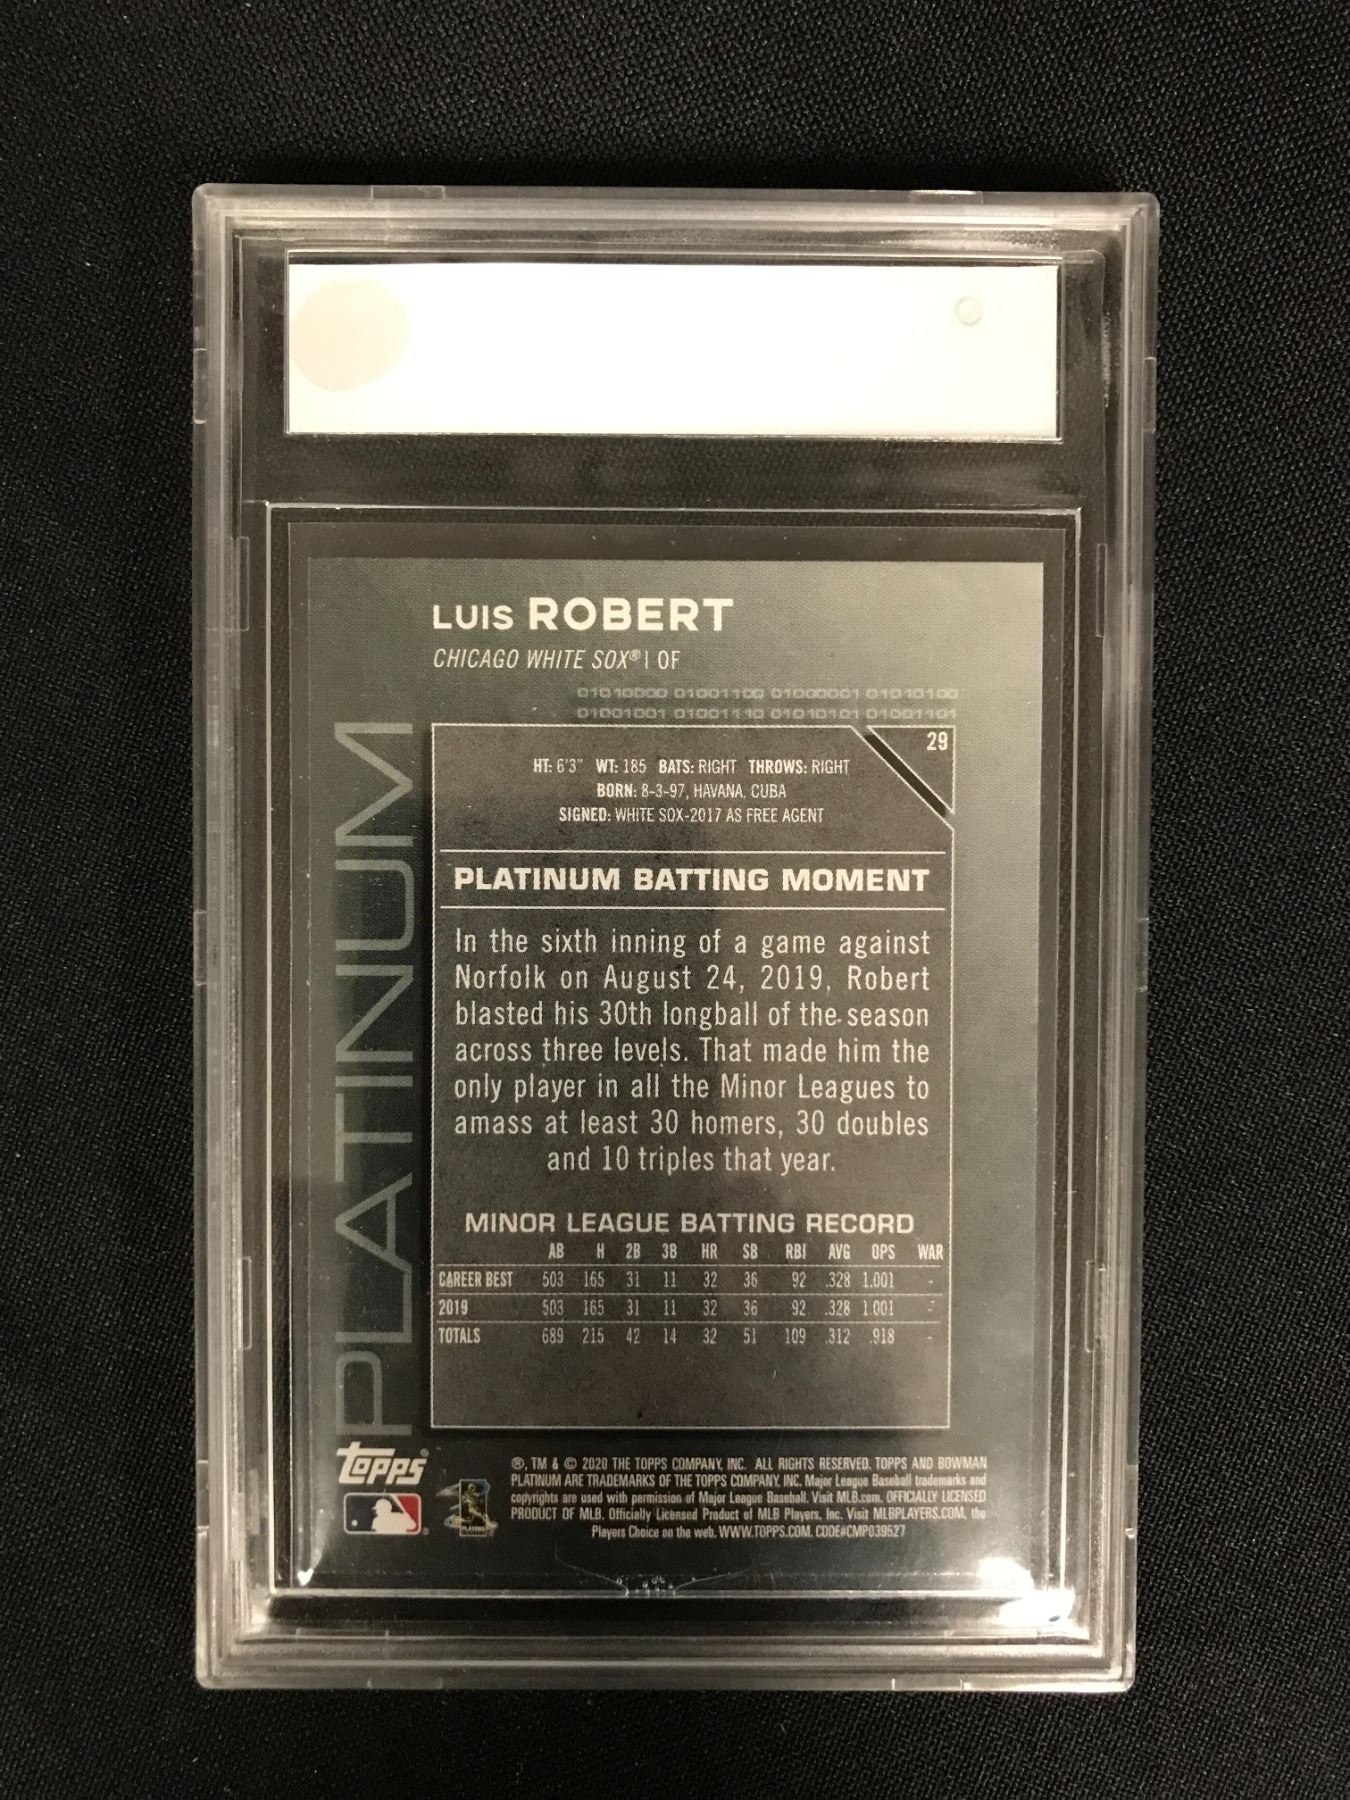 LUIS ROBERT
CHICAGO WHITE SOX® | OF
01010000 01001100 01000001 01010100
01001001 01001110 01010101 01001101
29
HT: 6'3" WT: 185 BATS: RIGHT THROWS: RIGHT
BORN: 8-3-97, HAVANA, CUBA
SIGNED: WHITE SOX-2017 AS FREE AGENT
PLATINUM
PLATINUM BATTING MOMENT
In the sixth inning of a game against
Norfolk on August 24, 2019, Robert
blasted his 30th longball of the season
across three levels. That made him the
only player in all the Minor Leagues to
amass at least 30 homers, 30 doubles
and 10 triples that year.
MINOR LEAGUE BATTING RECORD
AB H 2B 3B HR SB RBI AVG OPS WAR
CAREER BEST 503 165 31 11 32 36 92 .328 1.001 -
2019 503 165 31 11 32 36 92 .328 1.001 -
TOTALS 689 215 42 14 32 51 109 .312 .918 -
topps®
®, TM & © 2020 THE TOPPS COMPANY, INC. ALL RIGHTS RESERVED. TOPPS AND BOWMAN
PLATINUM ARE TRADEMARKS OF THE TOPPS COMPANY, INC. Major League Baseball trademarks and
copyrights are used with permission of Major League Baseball. Visit MLB.com. OFFICIALLY LICENSED
PRODUCT OF MLB. Officially Licensed Product of MLB Players, Inc. Visit MLBPLAYERS.COM, the
Players Choice on the web. WWW.TOPPS.COM. CODE#CMP039527
PLAYERS